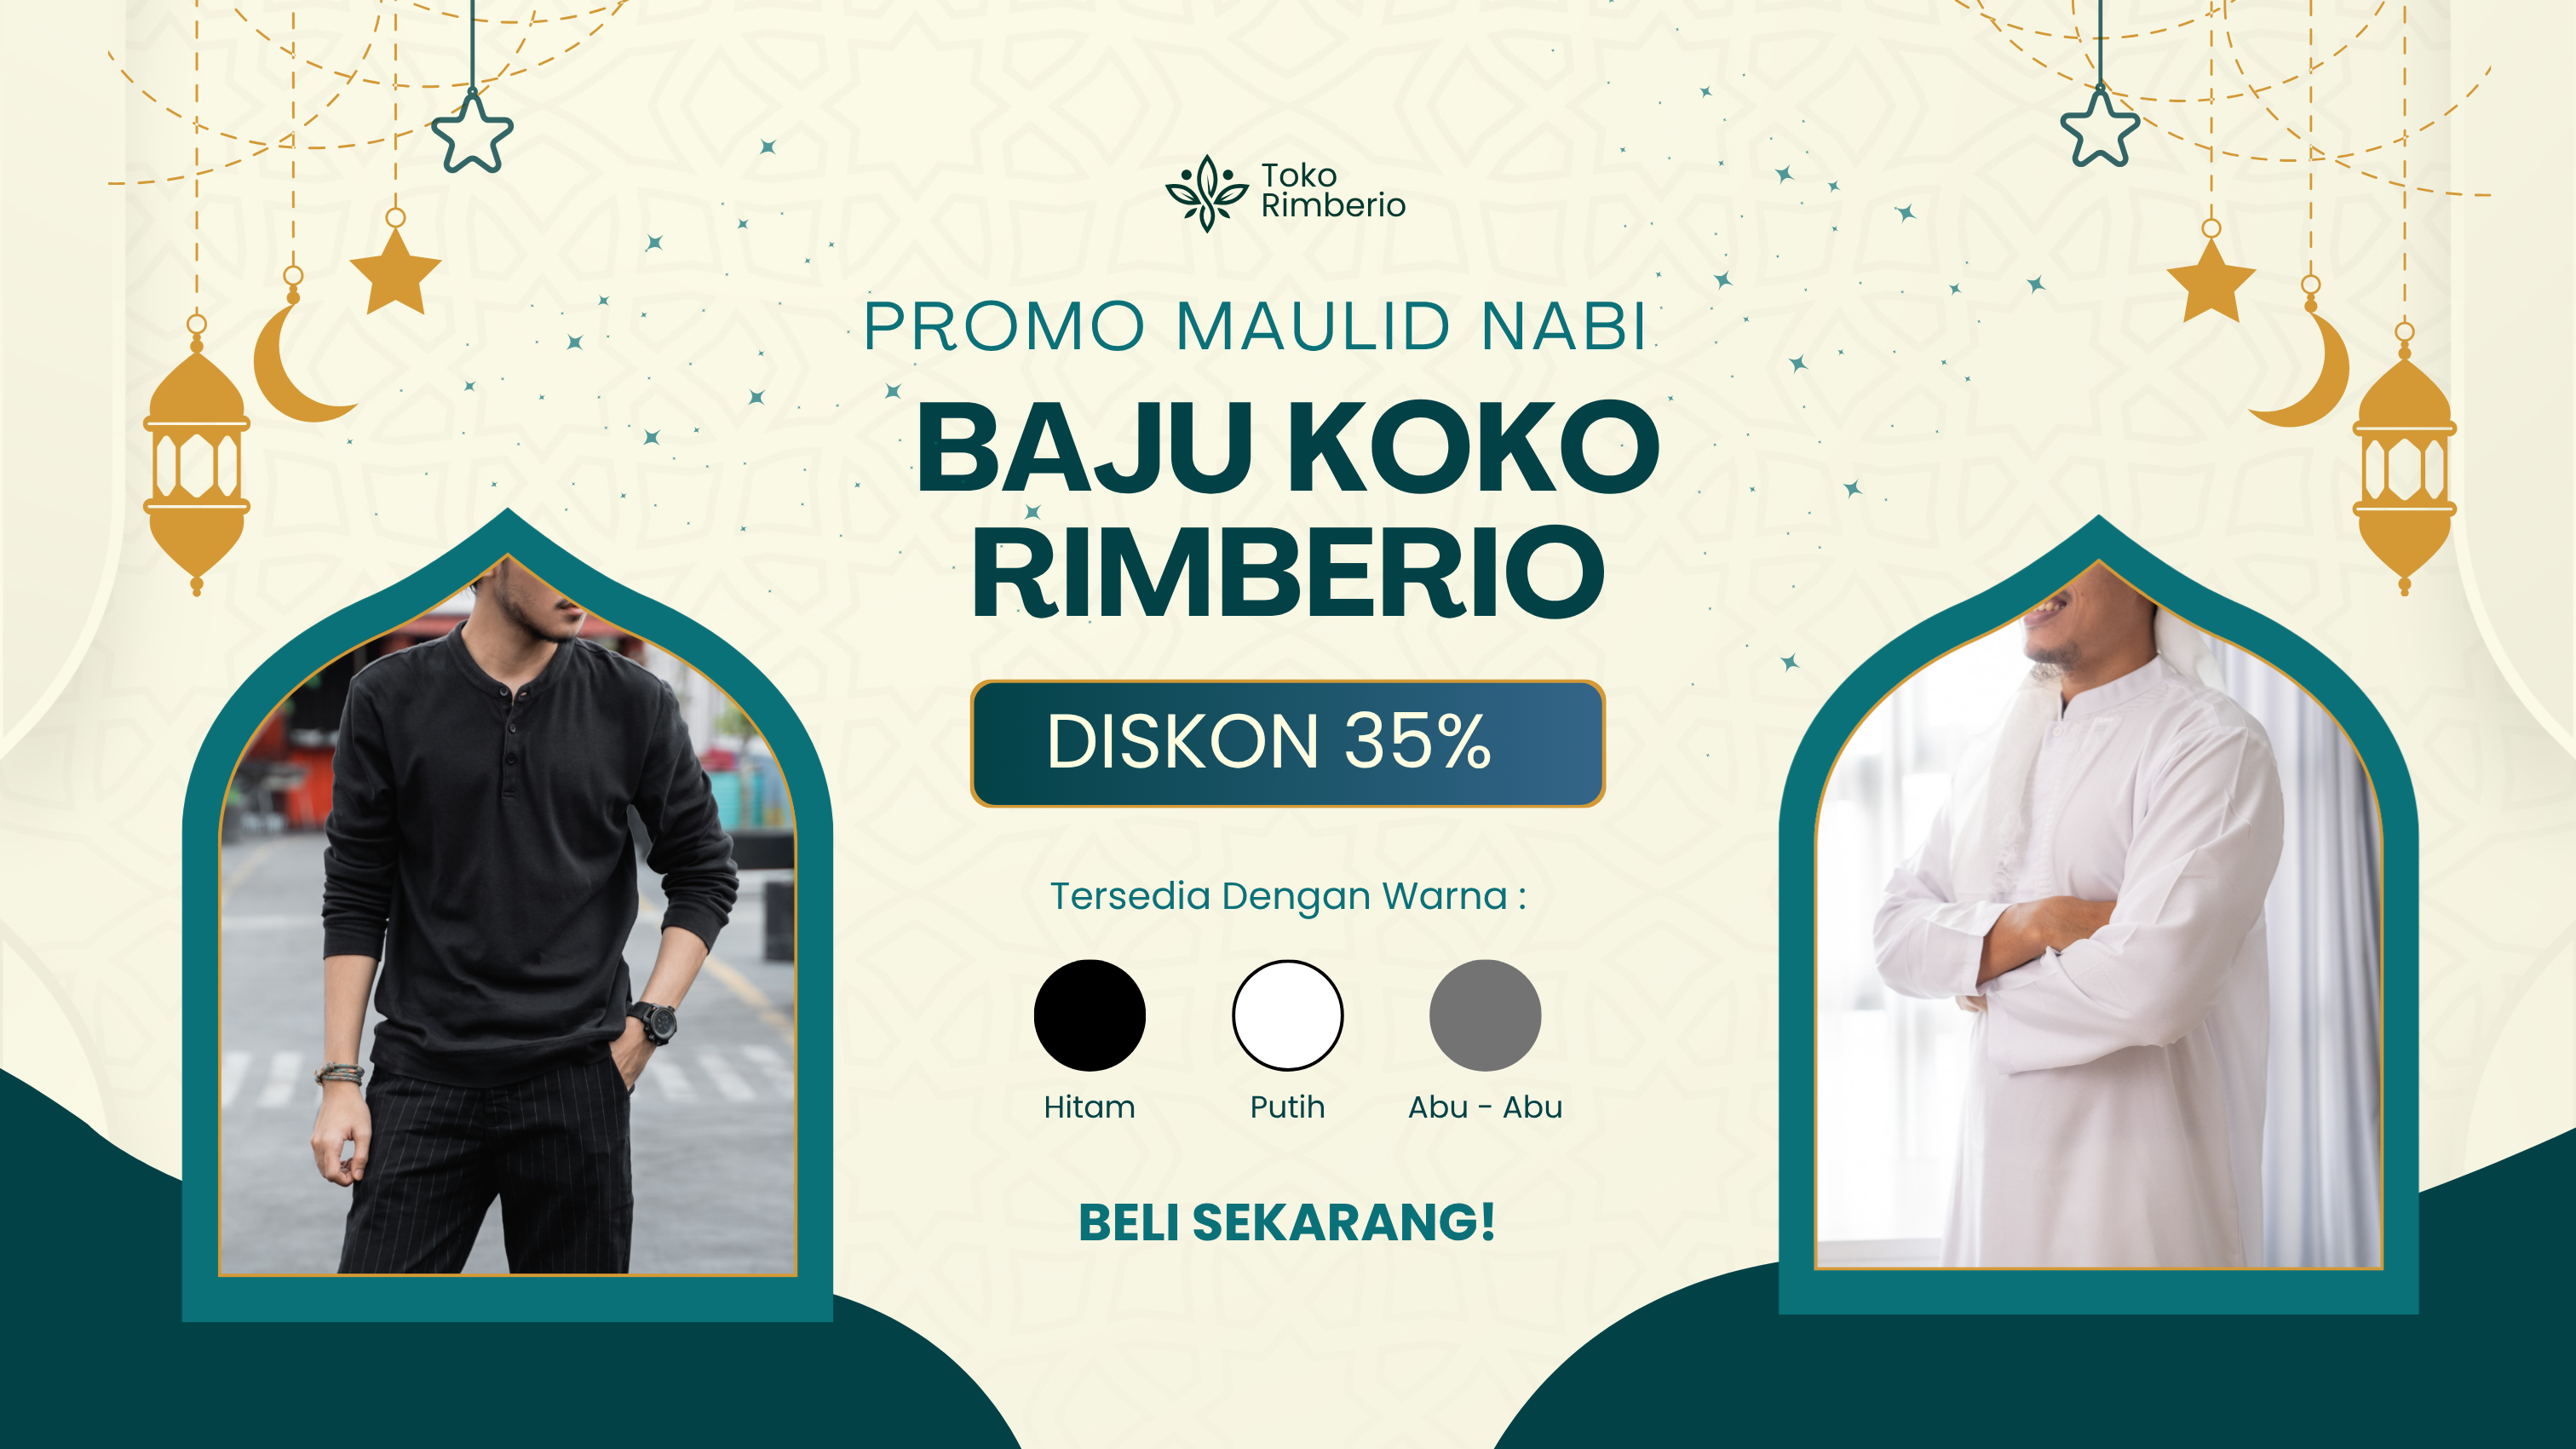 Toko
Rimberio
PROMO MAULID NABI
BAJU KOKO
RIMBERIO
DISKON 35%
Tersedia Dengan Warna :
Hitam
Putih
Abu - Abu
BELI SEKARANG!